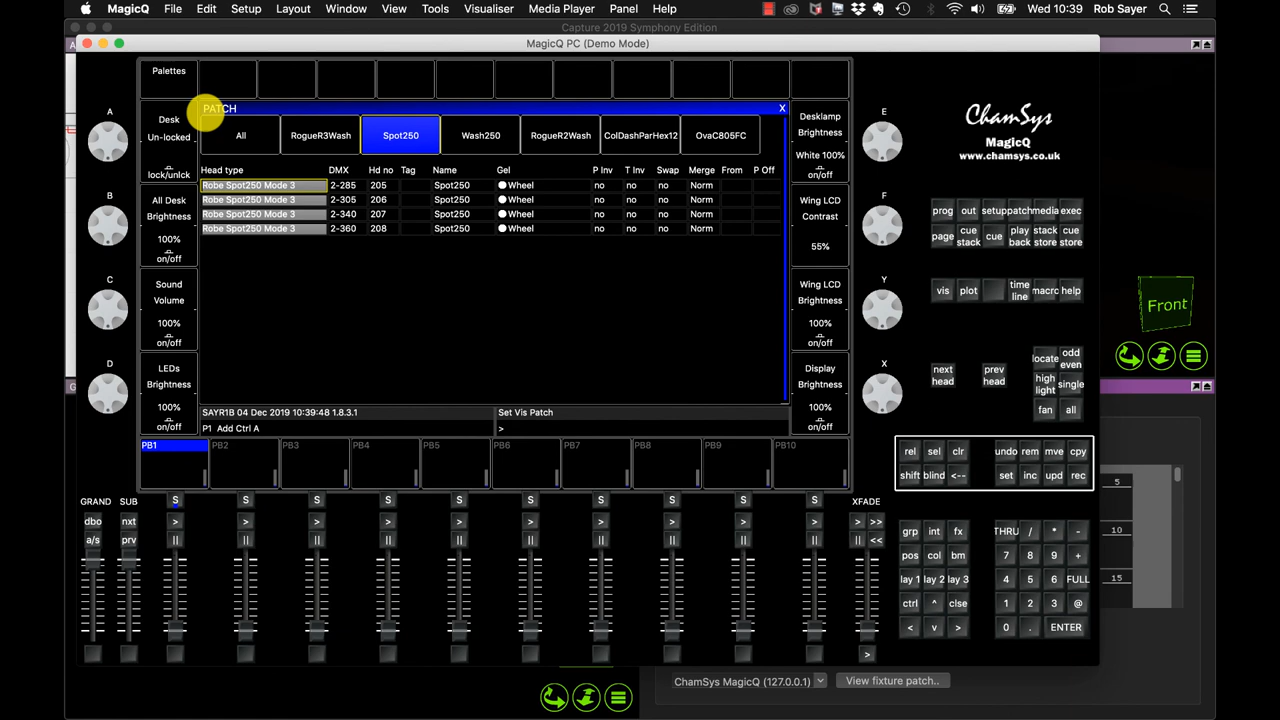 MagicQ File Edit Setup Layout Window View Tools Visualiser Media Player Panel Help Wed 10:39 Rob Sayer
Capture 2019 Symphony Edition
MagicQ PC (Demo Mode)
Palettes
PATCH X
A Desk Un-locked lock/unlck
All RogueR3Wash Spot250 Wash250 RogueR2Wash ColDashParHex12 OvaC805FC
Desklamp Brightness White 100% on/off E
ChamSys
MagicQ
www.chamsys.co.uk
Head type DMX Hd no Tag Name Gel P Inv T Inv Swap Merge From P Off
Robe Spot250 Mode 3 2-285 205 Spot250 Wheel no no no Norm
Robe Spot250 Mode 3 2-305 206 Spot250 Wheel no no no Norm
Robe Spot250 Mode 3 2-340 207 Spot250 Wheel no no no Norm
Robe Spot250 Mode 3 2-360 208 Spot250 Wheel no no no Norm
B All Desk Brightness 100% on/off
Wing LCD Contrast 55% F
prog out setup patch media exec
page cue stack cue play back stack store cue store
C Sound Volume 100% on/off
Wing LCD Brightness 100% on/off Y
vis plot time line macro help
Front
D LEDs Brightness 100% on/off
Display Brightness 100% on/off X
next head prev head locate odd even
high light single
fan all
SAYR1B 04 Dec 2019 10:39:48 1.8.3.1 Set Vis Patch
P1 Add Ctrl A >
PB1 PB2 PB3 PB4 PB5 PB6 PB7 PB8 PB9 PB10
rel sel clr undo rem mve cpy
shift blind <-- set inc upd rec
GRAND SUB S S S S S S S S S S XFADE
dbo nxt > > > > > > > > > > > >>
a/s prv || || || || || || || || || || || <<
grp int fx THRU / * -
pos col bm 7 8 9 +
lay 1 lay 2 lay 3 4 5 6 FULL
ctrl ^ clse 1 2 3 @
< v > 0 . ENTER
>
5
10
15
ChamSys MagicQ (127.0.0.1) View fixture patch..